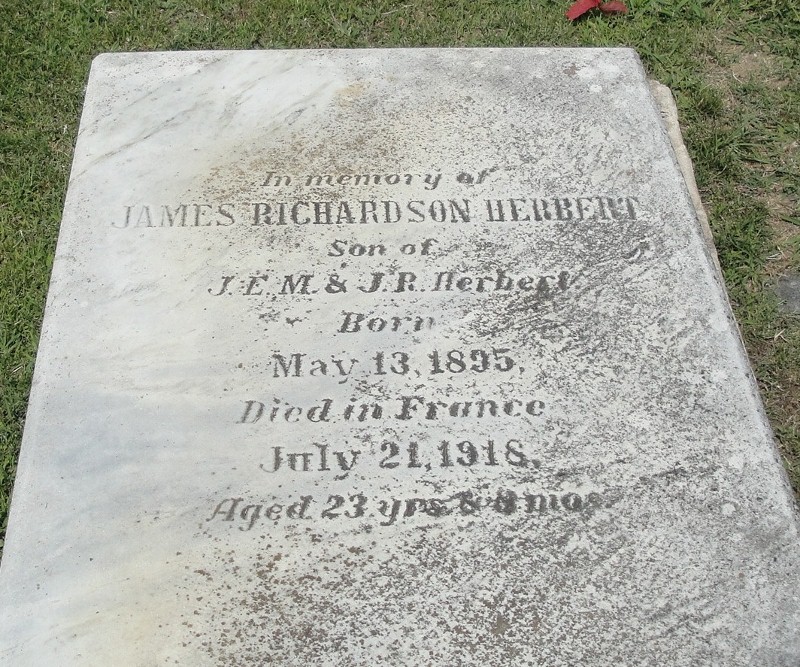 In memory of
JAMES RICHARDSON HERBERT
Son of
J.E.M. & J.R. Herbert
Born
May 13, 1895.
Died in France
July 21, 1918.
Aged 23 yrs & mos.